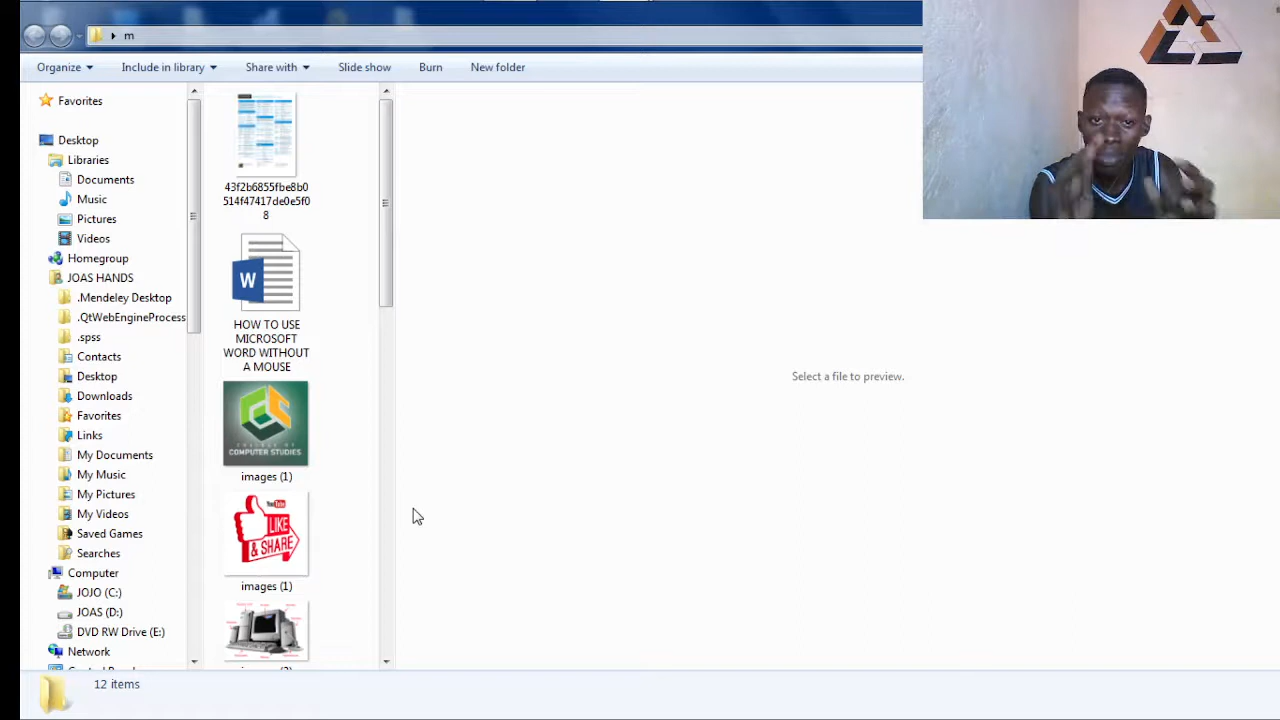 m
Organize
Include in library
Share with
Slide show
Burn
New folder
Favorites
Desktop
Libraries
Documents
Music
Pictures
Videos
Homegroup
JOAS HANDS
.Mendeley Desktop
.QtWebEngineProcess
.spss
Contacts
Desktop
Downloads
Favorites
Links
My Documents
My Music
My Pictures
My Videos
Saved Games
Searches
Computer
JOJO (C:)
JOAS (D:)
DVD RW Drive (E:)
Network
43f2b6855fbe8b0
514f47417de0e5f0
8
W
HOW TO USE
MICROSOFT
WORD WITHOUT
A MOUSE
COMPUTER STUDIES
images (1)
YouTube
LIKE
& SHARE
images (1)
Select a file to preview.
12 items